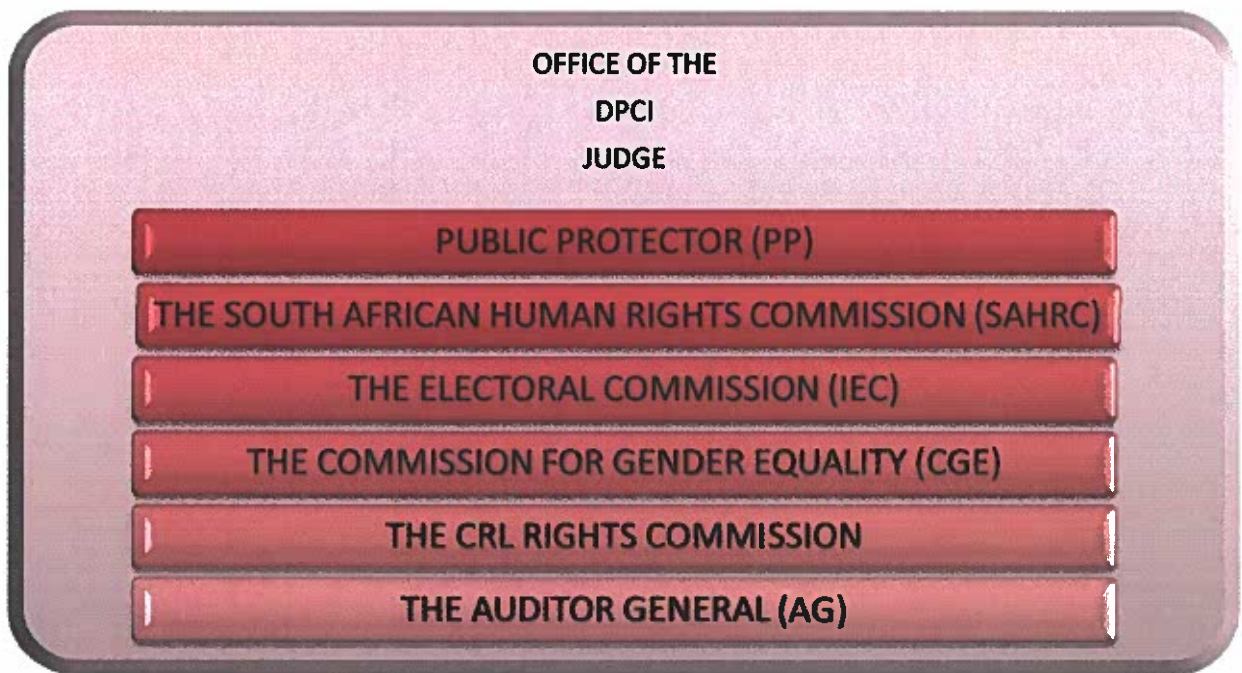 OFFICE OF THE
DPCI
JUDGE
PUBLIC PROTECTOR (PP)
THE SOUTH AFRICAN HUMAN RIGHTS COMMISSION (SAHRC)
THE ELECTORAL COMMISSION (IEC)
THE COMMISSION FOR GENDER EQUALITY (CGE)
THE CRL RIGHTS COMMISSION
THE AUDITOR GENERAL (AG)